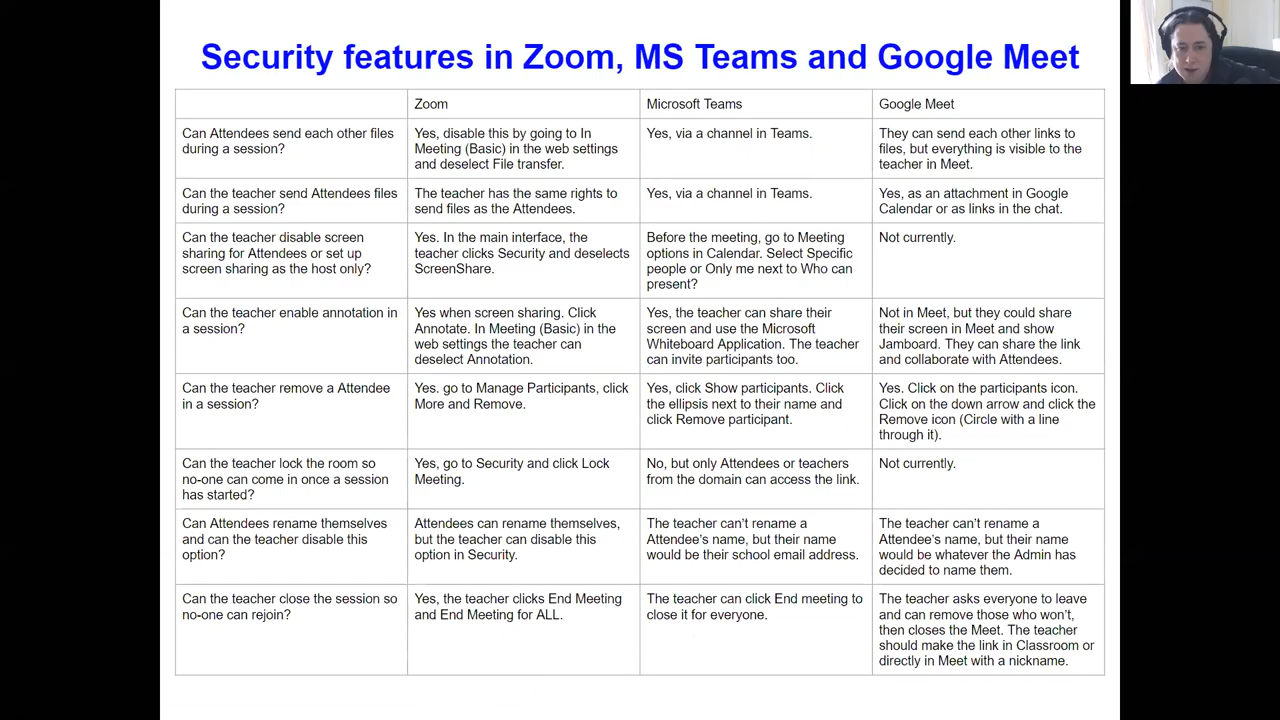 Security features in Zoom, MS Teams and Google Meet
Zoom
Microsoft Teams
Google Meet
Can Attendees send each other files
during a session?
Yes, disable this by going to In
Meeting (Basic) in the web settings
and deselect File transfer.
Yes, via a channel in Teams.
They can send each other links to
files, but everything is visible to the
teacher in Meet.
Can the teacher send Attendees files
during a session?
The teacher has the same rights to
send files as the Attendees.
Yes, via a channel in Teams.
Yes, as an attachment in Google
Calendar or as links in the chat.
Can the teacher disable screen
sharing for Attendees or set up
screen sharing as the host only?
Yes. In the main interface, the
teacher clicks Security and deselects
ScreenShare.
Before the meeting, go to Meeting
options in Calendar. Select Specific
people or Only me next to Who can
present?
Not currently.
Can the teacher enable annotation in
a session?
Yes when screen sharing. Click
Annotate. In Meeting (Basic) in the
web settings the teacher can
deselect Annotation.
Yes, the teacher can share their
screen and use the Microsoft
Whiteboard Application. The teacher
can invite participants too.
Not in Meet, but they could share
their screen in Meet and show
Jamboard. They can share the link
and collaborate with Attendees.
Can the teacher remove a Attendee
in a session?
Yes. go to Manage Participants, click
More and Remove.
Yes, click Show participants. Click
the ellipsis next to their name and
click Remove participant.
Yes. Click on the participants icon.
Click on the down arrow and click the
Remove icon (Circle with a line
through it).
Can the teacher lock the room so
no-one can come in once a session
has started?
Yes, go to Security and click Lock
Meeting.
No, but only Attendees or teachers
from the domain can access the link.
Not currently.
Can Attendees rename themselves
and can the teacher disable this
option?
Attendees can rename themselves,
but the teacher can disable this
option in Security.
The teacher can’t rename a
Attendee’s name, but their name
would be their school email address.
The teacher can’t rename a
Attendee’s name, but their name
would be whatever the Admin has
decided to name them.
Can the teacher close the session so
no-one can rejoin?
Yes, the teacher clicks End Meeting
and End Meeting for ALL.
The teacher can click End meeting to
close it for everyone.
The teacher asks everyone to leave
and can remove those who won’t,
then closes the Meet. The teacher
should make the link in Classroom or
directly in Meet with a nickname.